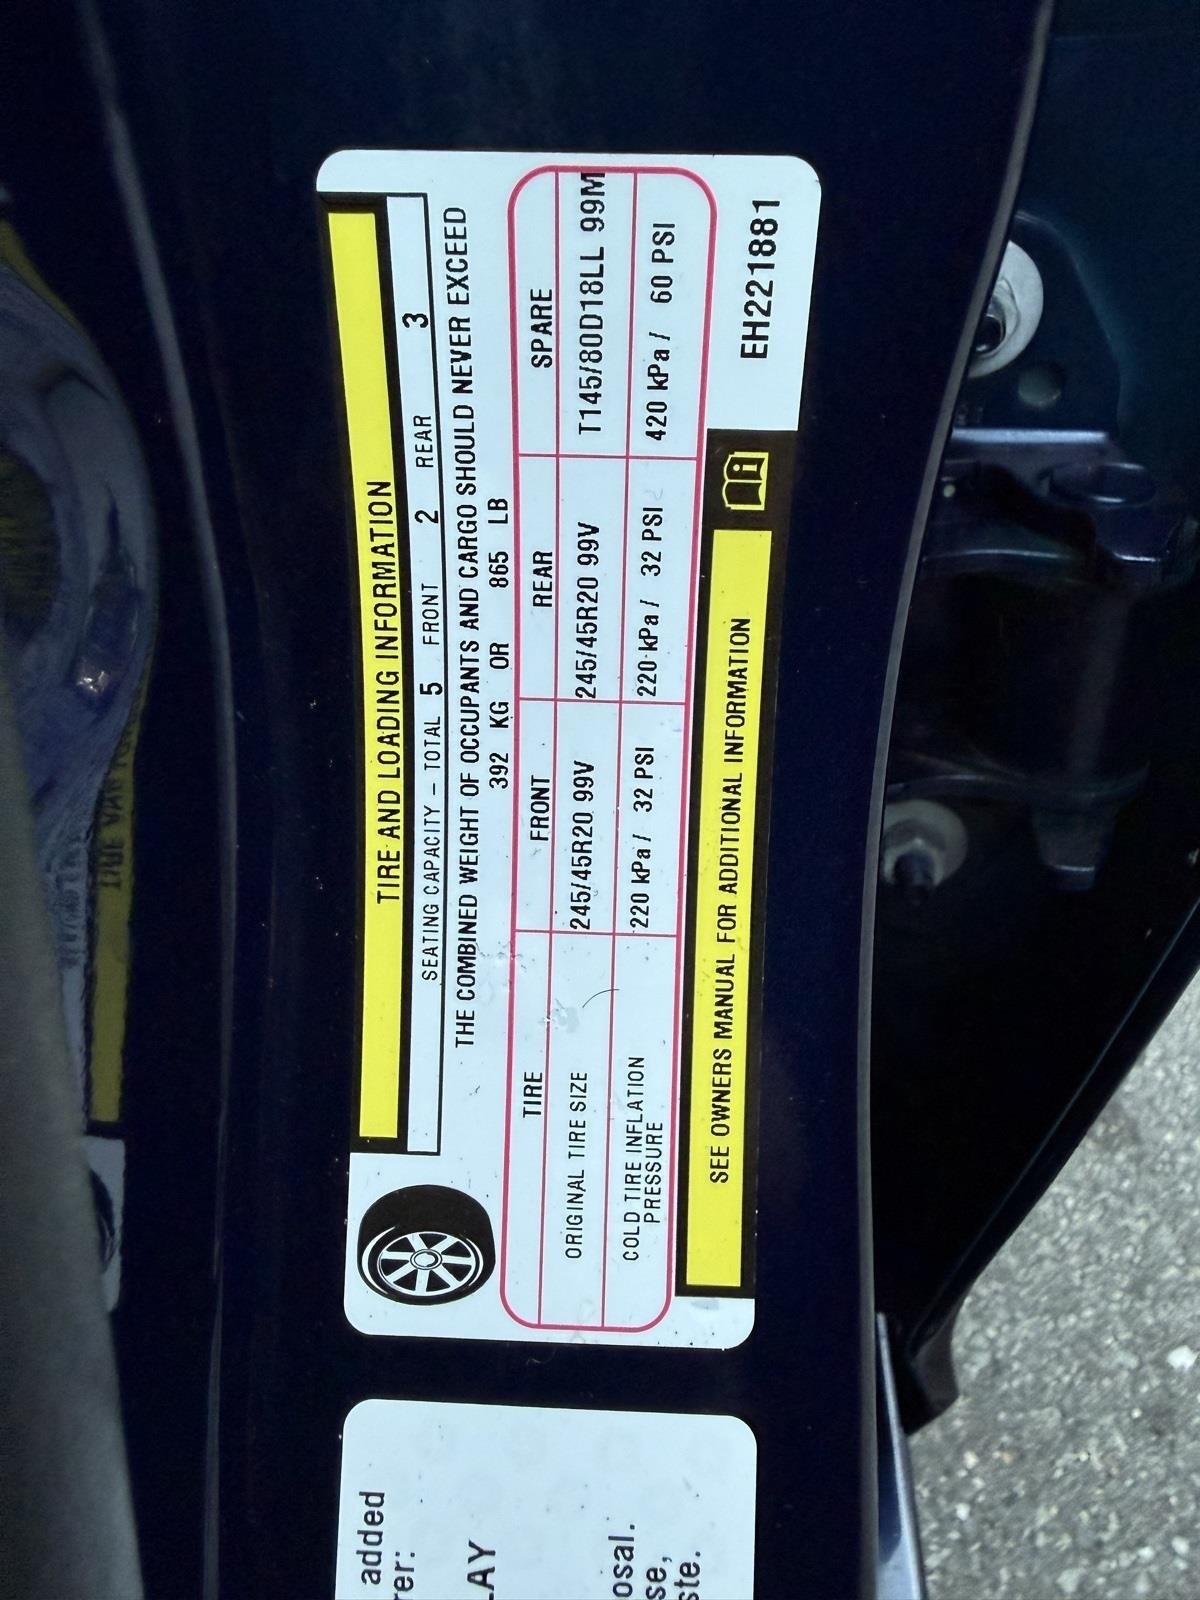 TIRE AND LOADING INFORMATION
SEATING CAPACITY - TOTAL 5 FRONT 2 REAR 3
THE COMBINED WEIGHT OF OCCUPANTS AND CARGO SHOULD NEVER EXCEED
392 KG OR 865 LB
TIRE FRONT REAR SPARE
ORIGINAL TIRE SIZE 245/45R20 99V 245/45R20 99V T145/80D18LL 99M
COLD TIRE INFLATION
PRESSURE 220 kPa / 32 PSI 220 kPa / 32 PSI 420 kPa / 60 PSI
SEE OWNERS MANUAL FOR ADDITIONAL INFORMATION
EH221881
added
rer:
LAY
osal.
se,
ste.